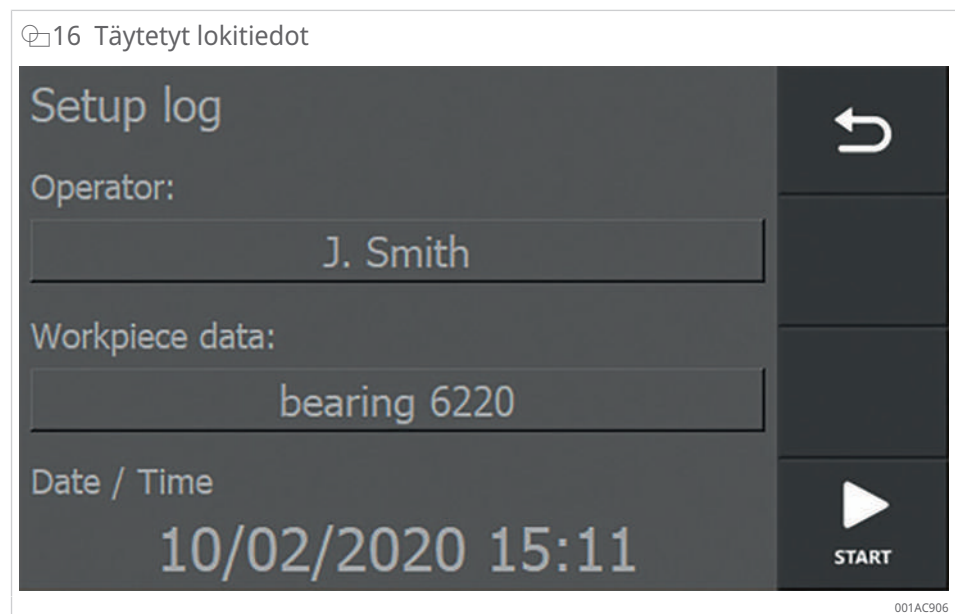 16 Täytetyt lokitiedot
Setup log
Operator:
J. Smith
Workpiece data:
bearing 6220
Date / Time
10/02/2020 15:11
START
001AC906